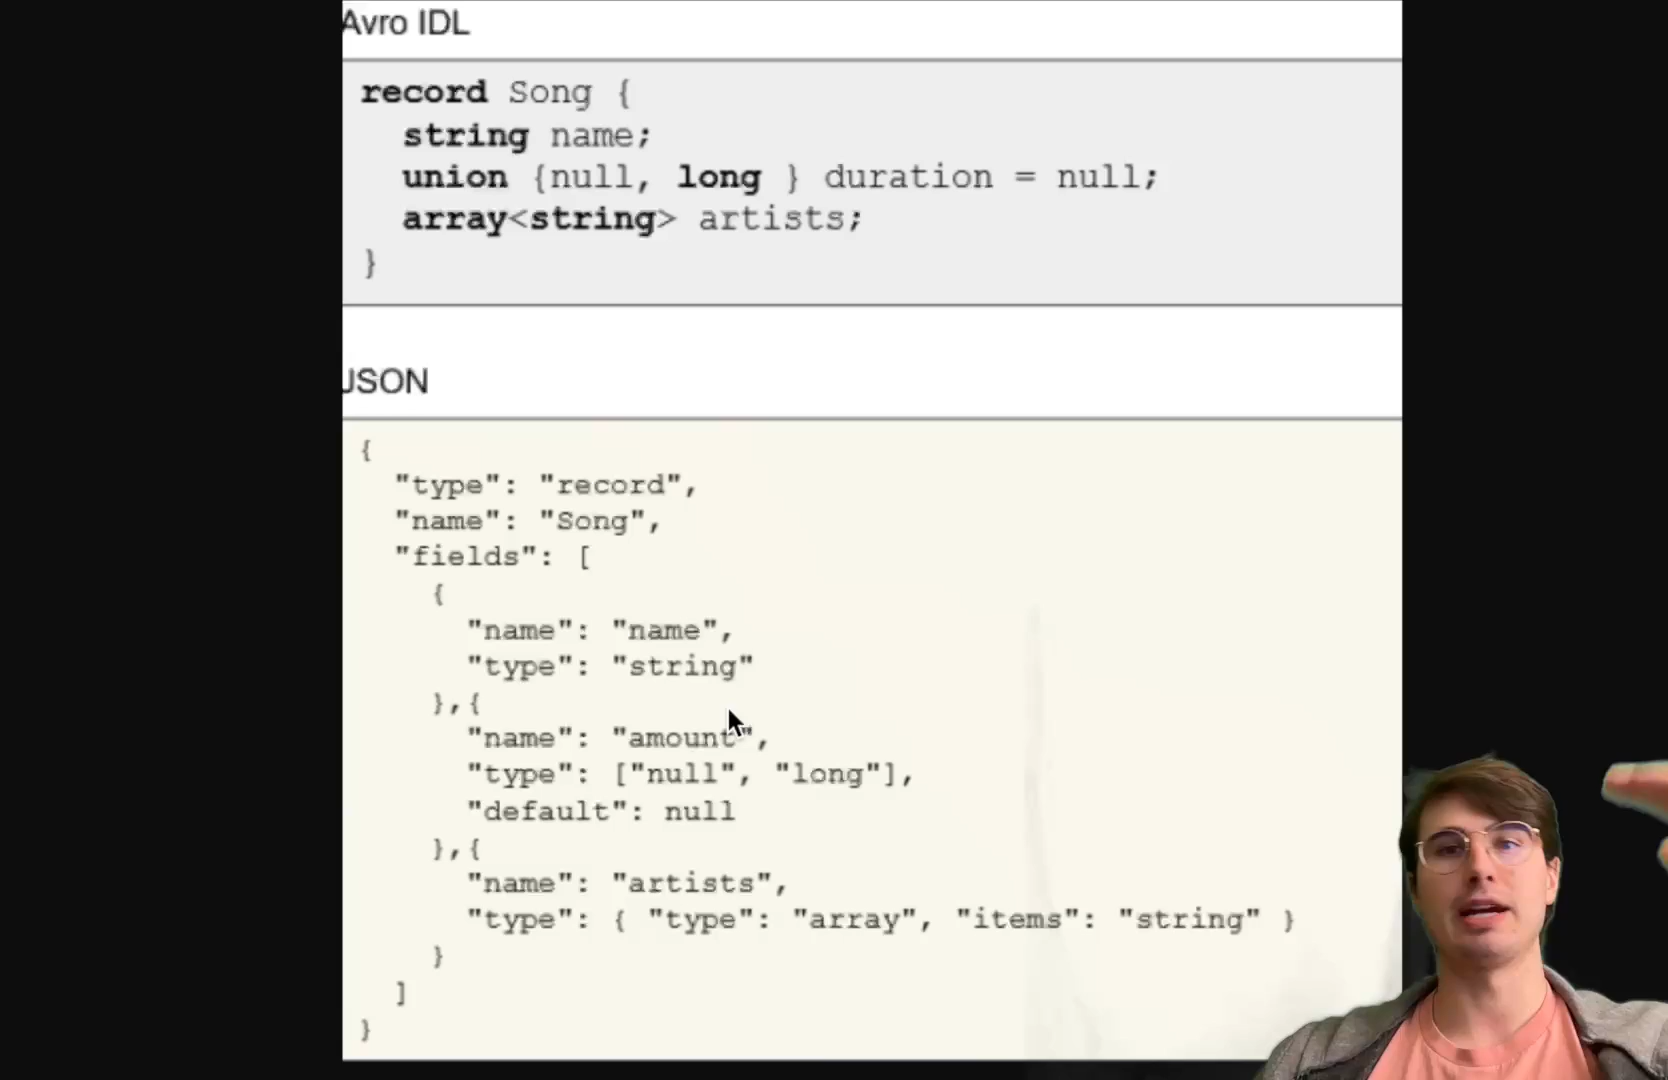 Avro IDL
record Song {
string name;
union {null, long } duration = null;
array<string> artists;
}
JSON
{
"type": "record",
"name": "Song",
"fields": [
{
"name": "name",
"type": "string"
},{
"name": "amount",
"type": ["null", "long"],
"default": null
},{
"name": "artists",
"type": { "type": "array", "items": "string" }
}
]
}